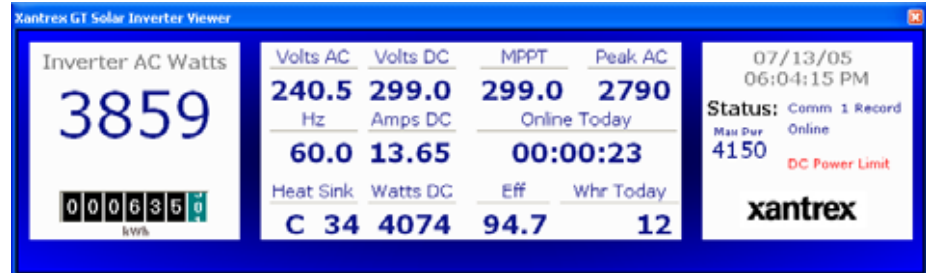 Xantrex GT Solar Inverter Viewer
Inverter AC Watts
3859
000635
kWh
Volts AC Volts DC MPPT Peak AC
240.5 299.0 299.0 2790
Hz Amps DC Online Today
60.0 13.65 00:00:23
Heat Sink Watts DC Eff Whr Today
C 34 4074 94.7 12
07/13/05
06:04:15 PM
Status: Comm 1 Record
Max Pwr Online
4150
DC Power Limit
xantrex